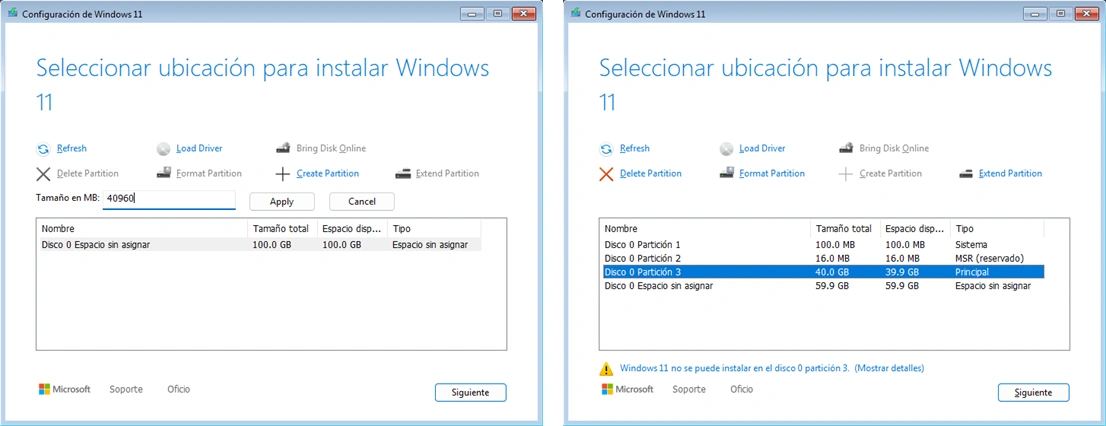 Configuración de Windows 11
Seleccionar ubicación para instalar Windows
11
Refresh Load Driver Bring Disk Online
Delete Partition Format Partition Create Partition Extend Partition
Tamaño en MB: 40960 Apply Cancel
Nombre Tamaño total Espacio disp... Tipo
Disco 0 Espacio sin asignar 100.0 GB 100.0 GB Espacio sin asignar
Microsoft Soporte Oficio
Siguiente
Configuración de Windows 11
Seleccionar ubicación para instalar Windows
11
Refresh Load Driver Bring Disk Online
Delete Partition Format Partition Create Partition Extend Partition
Nombre Tamaño total Espacio disp... Tipo
Disco 0 Partición 1 100.0 MB 100.0 MB Sistema
Disco 0 Partición 2 16.0 MB 16.0 MB MSR (reservado)
Disco 0 Partición 3 40.0 GB 39.9 GB Principal
Disco 0 Espacio sin asignar 59.9 GB 59.9 GB Espacio sin asignar
Windows 11 no se puede instalar en el disco 0 partición 3. (Mostrar detalles)
Microsoft Soporte Oficio
Siguiente